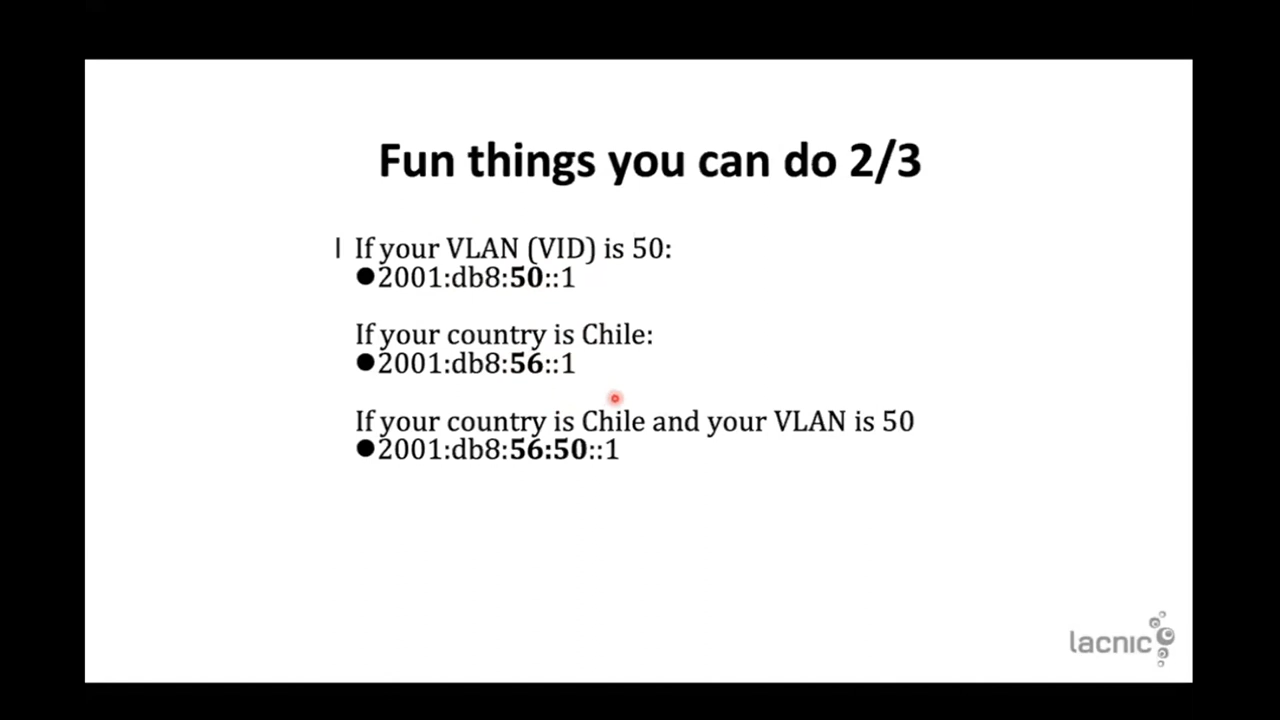 Fun things you can do 2/3
l If your VLAN (VID) is 50:
●2001:db8:50::1
If your country is Chile:
●2001:db8:56::1
If your country is Chile and your VLAN is 50
●2001:db8:56:50::1
lacnic